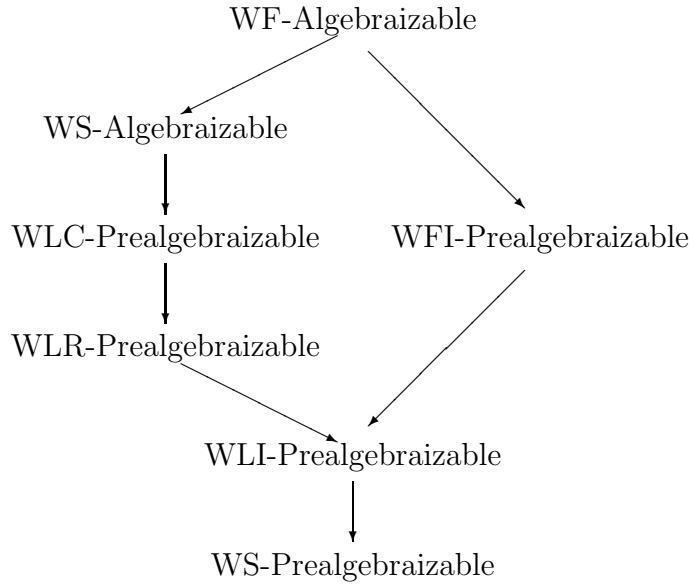 WF-Algebraizable
WS-Algebraizable
WLC-Prealgebraizable
WFI-Prealgebraizable
WLR-Prealgebraizable
WLI-Prealgebraizable
WS-Prealgebraizable